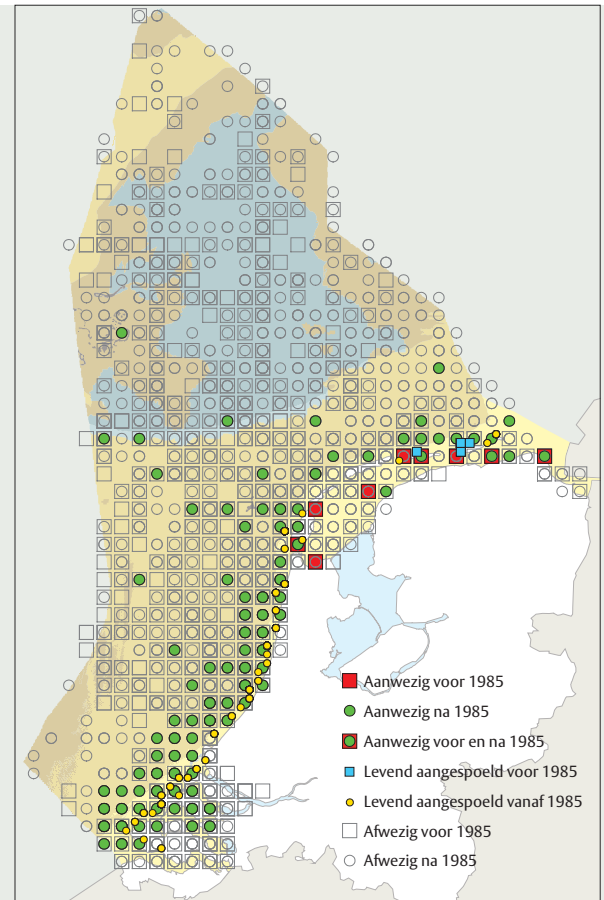 Aanwezig voor 1985
Aanwezig na 1985
Aanwezig voor en na 1985
Levend aangespoeld voor 1985
Levend aangespoeld vanaf 1985
Afwezig voor 1985
Afwezig na 1985